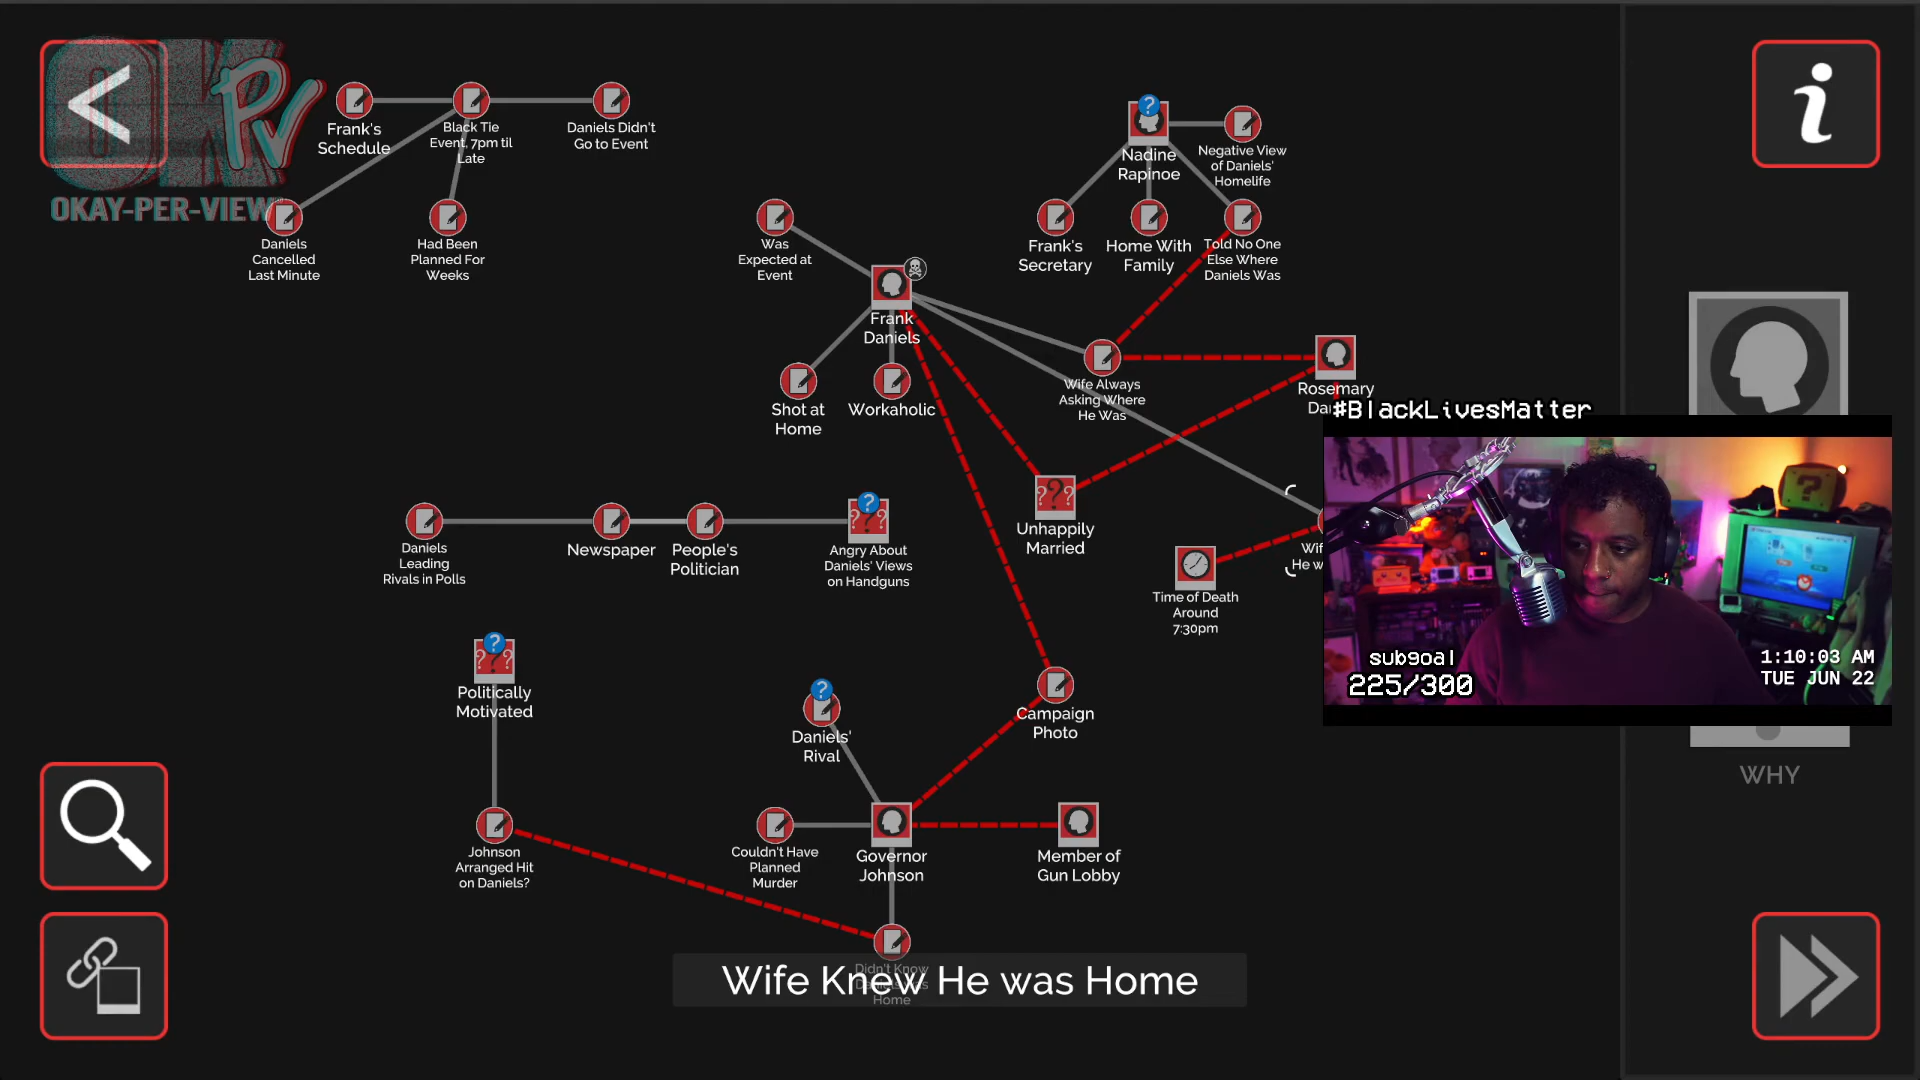 OKAY-PER-VIEW
PV
Frank's
Schedule
Black Tie
Event, 7pm til
Late
Daniels Didn't
Go to Event
Daniels
Cancelled
Last Minute
Had Been
Planned For
Weeks
Nadine
Rapinoe
Negative View
of Daniels'
Homelife
Frank's
Secretary
Home With
Family
Told No One
Else Where
Daniels Was
Was
Expected at
Event
Frank
Daniels
Shot at
Home
Workaholic
Wife Always
Asking Where
He Was
Rosemary
#BlackLivesMatter
Daniels
Leading
Rivals in Polls
Newspaper
People's
Politician
Angry About
Daniels' Views
on Handguns
Unhappily
Married
Time of Death
Around
7:30pm
Politically
Motivated
Daniels'
Rival
Campaign
Photo
subgoal
225/300
1:10:03 AM
TUE JUN 22
WHY
Johnson
Arranged Hit
on Daniels?
Couldn't Have
Planned
Murder
Governor
Johnson
Member of
Gun Lobby
Didn't Know
Daniels was
Home
Wife Knew He was Home